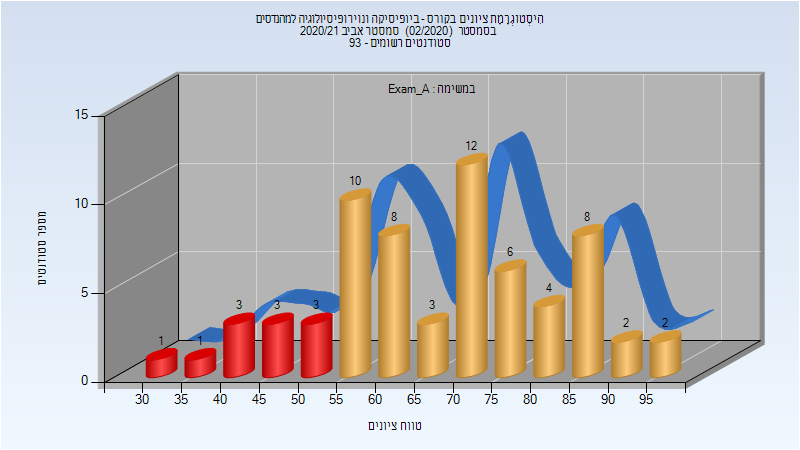 היסטוגרמת ציונים בקורס - ביופיסיקה ונוירופיסיולוגיה למהנדסים
בסמסטר (02/2020) סמסטר אביב 2020/21
סטודנטים רשומים - 93
במשימה : Exam_A
מספר סטודנטים
15
10
5
0
1
1
3
3
3
10
8
3
12
6
4
8
2
2
30 35 40 45 50 55 60 65 70 75 80 85 90 95
טווח ציונים